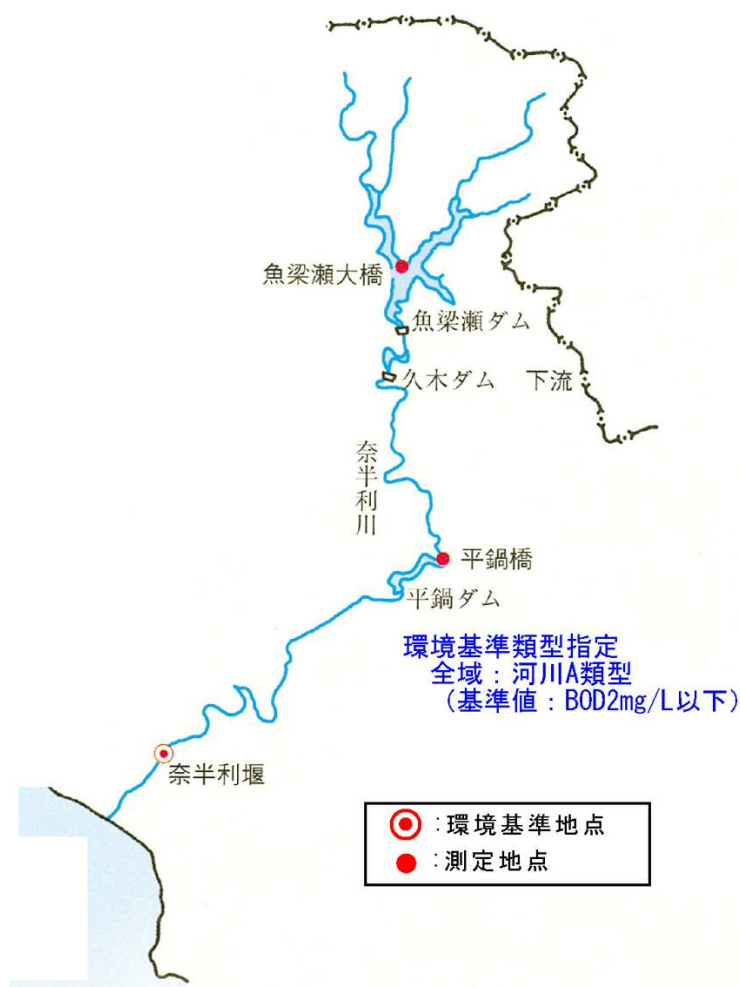 魚梁瀬大橋
魚梁瀬ダム
久木ダム 下流
奈半利川
平鍋橋
平鍋ダム
環境基準類型指定
全域：河川A類型
（基準値：BOD2mg/L以下）
奈半利堰
：環境基準地点
：測定地点